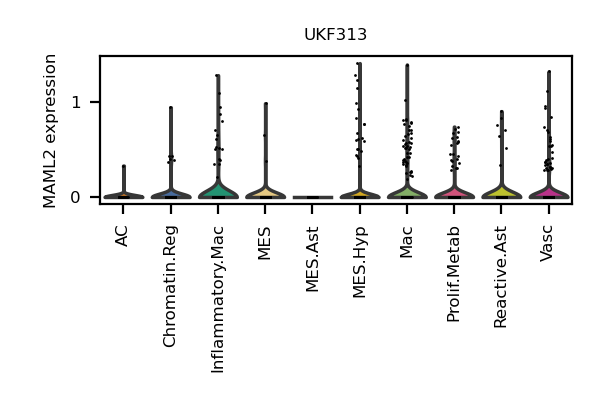 UKF313
MAML2 expression
1
0
AC
Chromatin.Reg
Inflammatory.Mac
MES
MES.Ast
MES.Hyp
Mac
Prolif.Metab
Reactive.Ast
Vasc